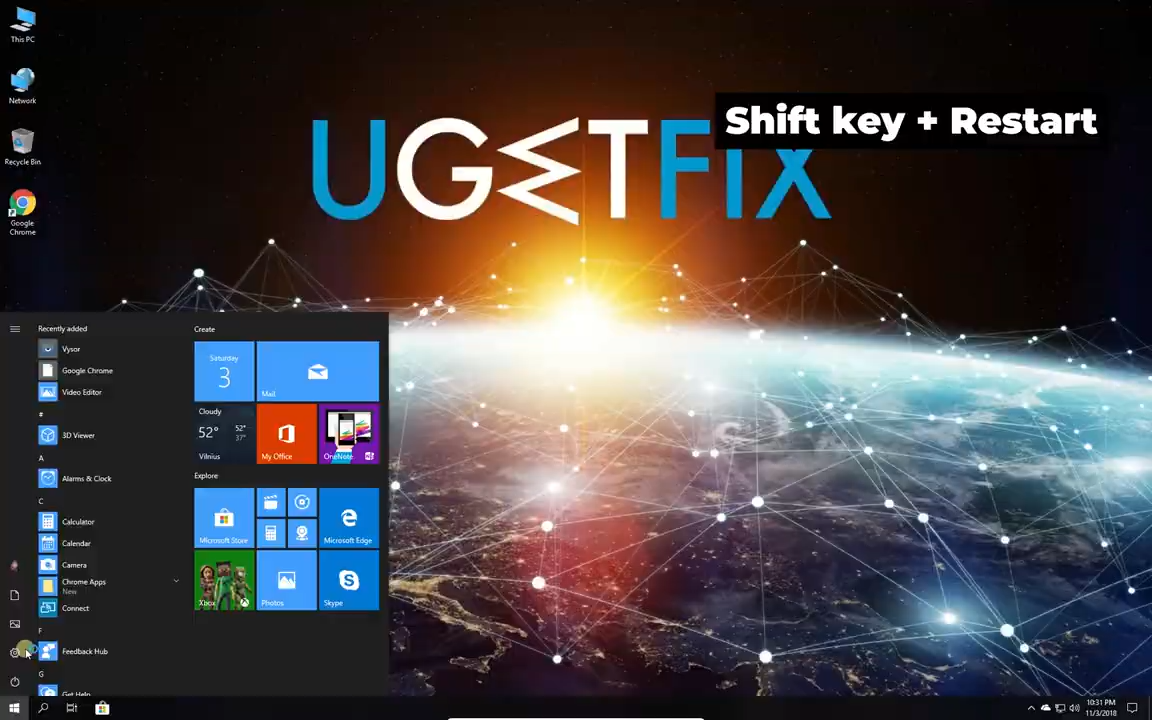 This PC
Network
Recycle Bin
Google
Chrome
UGETFIX
Shift key + Restart
Recently added
Vysor
Google Chrome
Video Editor
#
3D Viewer
A
Alarms & Clock
C
Calculator
Calendar
Camera
Chrome Apps
New
Connect
F
Feedback Hub
G
Get Help
Create
Saturday
3
Mail
Cloudy
52°
52°
37°
Vilnius
My Office
OneNote
Explore
Microsoft Store
Microsoft Edge
Xbox
Photos
Skype
10:31 PM
11/3/2018